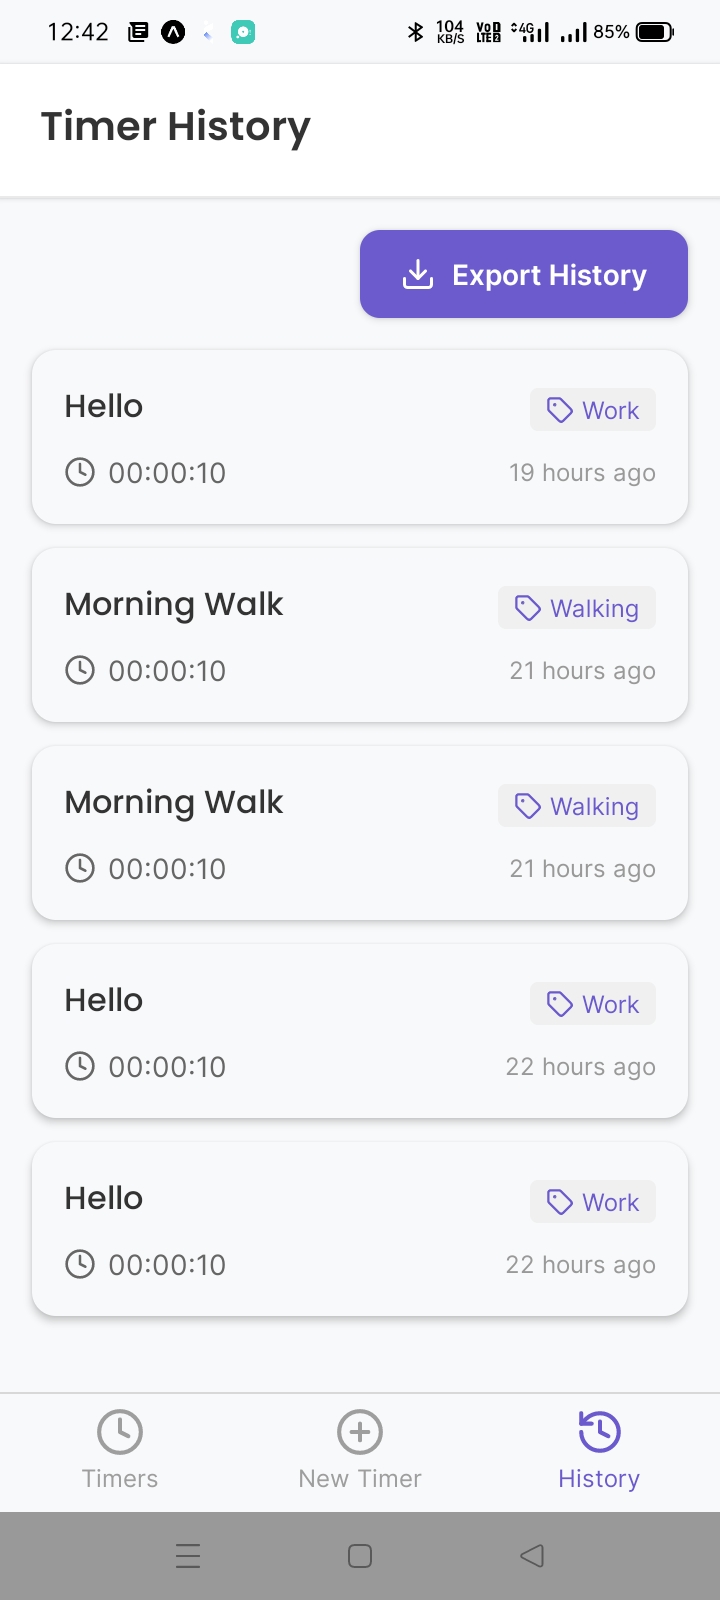 12:42 104 KB/S VoD LTE2 4G 85%
Timer History
Export History
Hello Work
00:00:10 19 hours ago
Morning Walk Walking
00:00:10 21 hours ago
Morning Walk Walking
00:00:10 21 hours ago
Hello Work
00:00:10 22 hours ago
Hello Work
00:00:10 22 hours ago
Timers New Timer History